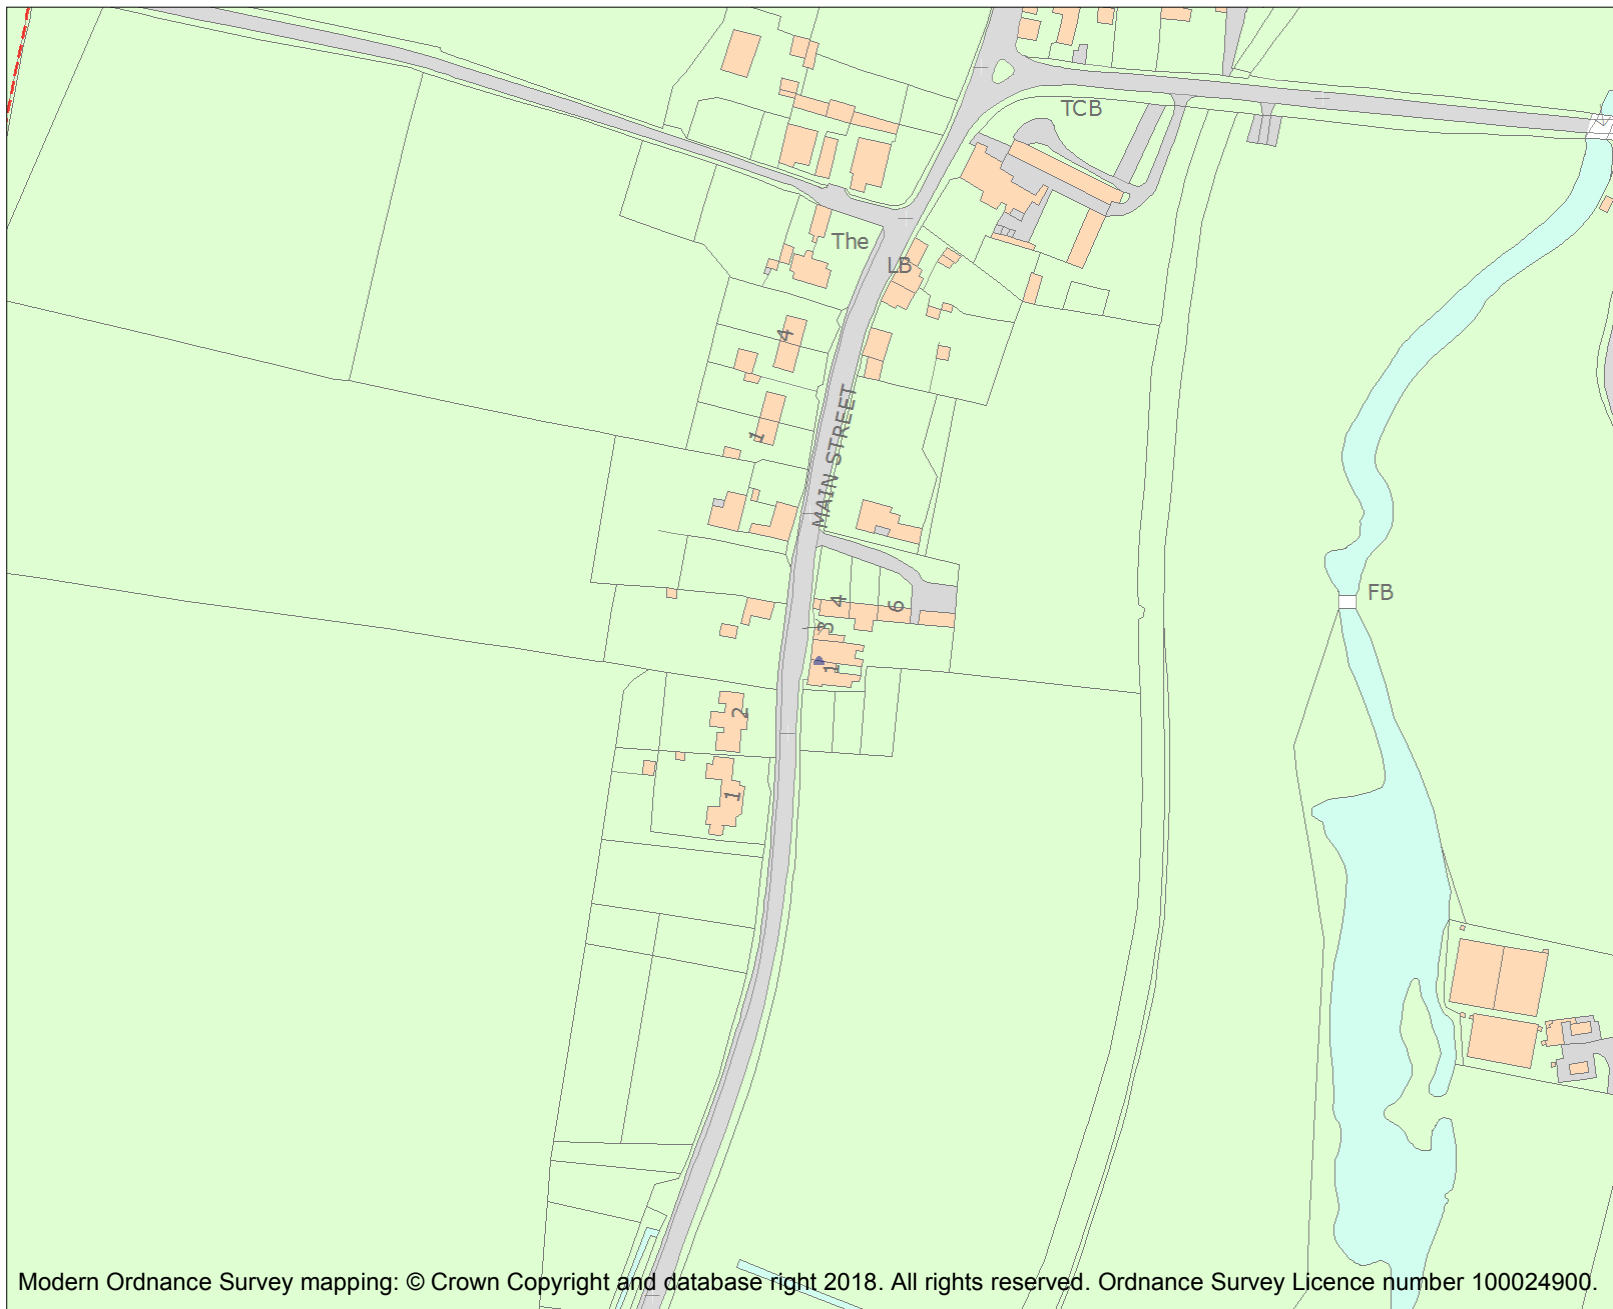 TCB
The
LB
4
MAIN STREET
1
4
6
3
1
FB
2
1
Modern Ordnance Survey mapping: © Crown Copyright and database right 2018. All rights reserved. Ordnance Survey Licence number 100024900.